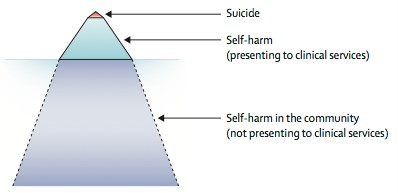 Suicide
Self-harm
(presenting to clinical services)
Self-harm in the community
(not presenting to clinical services)